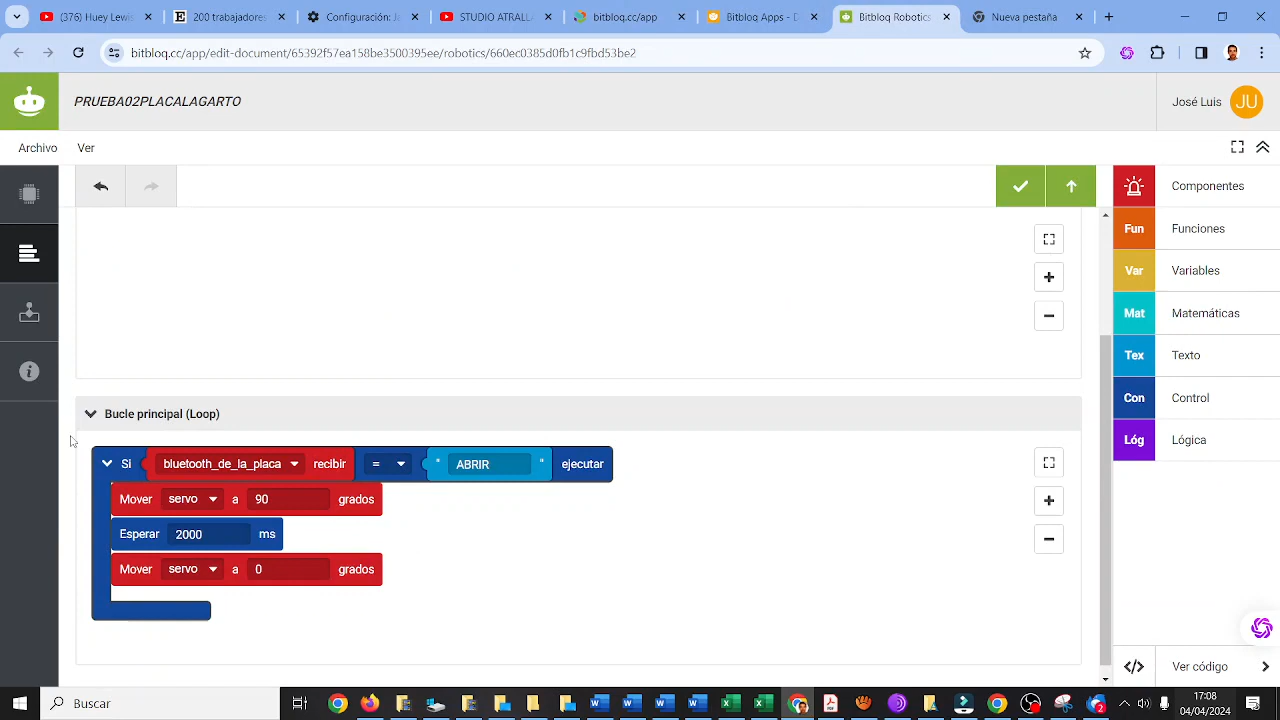 (376) Huey Lewis
200 trabajadores
Configuración: Ja
STUDIO ATRALL
bitbloq.cc/app
Bitbloq Apps - D
Bitbloq Robotics
Nueva pestaña
bitbloq.cc/app/edit-document/65392f57ea158be3500395ee/robotics/660ec0385d0fb1c9fbd53be2
PRUEBA02PLACALAGARTO
José Luis
JU
Archivo
Ver
Componentes
Fun
Funciones
Var
Variables
Mat
Matemáticas
Tex
Texto
Con
Control
Lóg
Lógica
Bucle principal (Loop)
Si bluetooth_de_la_placa recibir = " ABRIR " ejecutar
Mover servo a 90 grados
Esperar 2000 ms
Mover servo a 0 grados
</> Ver código
Buscar
17:08
04/04/2024
2